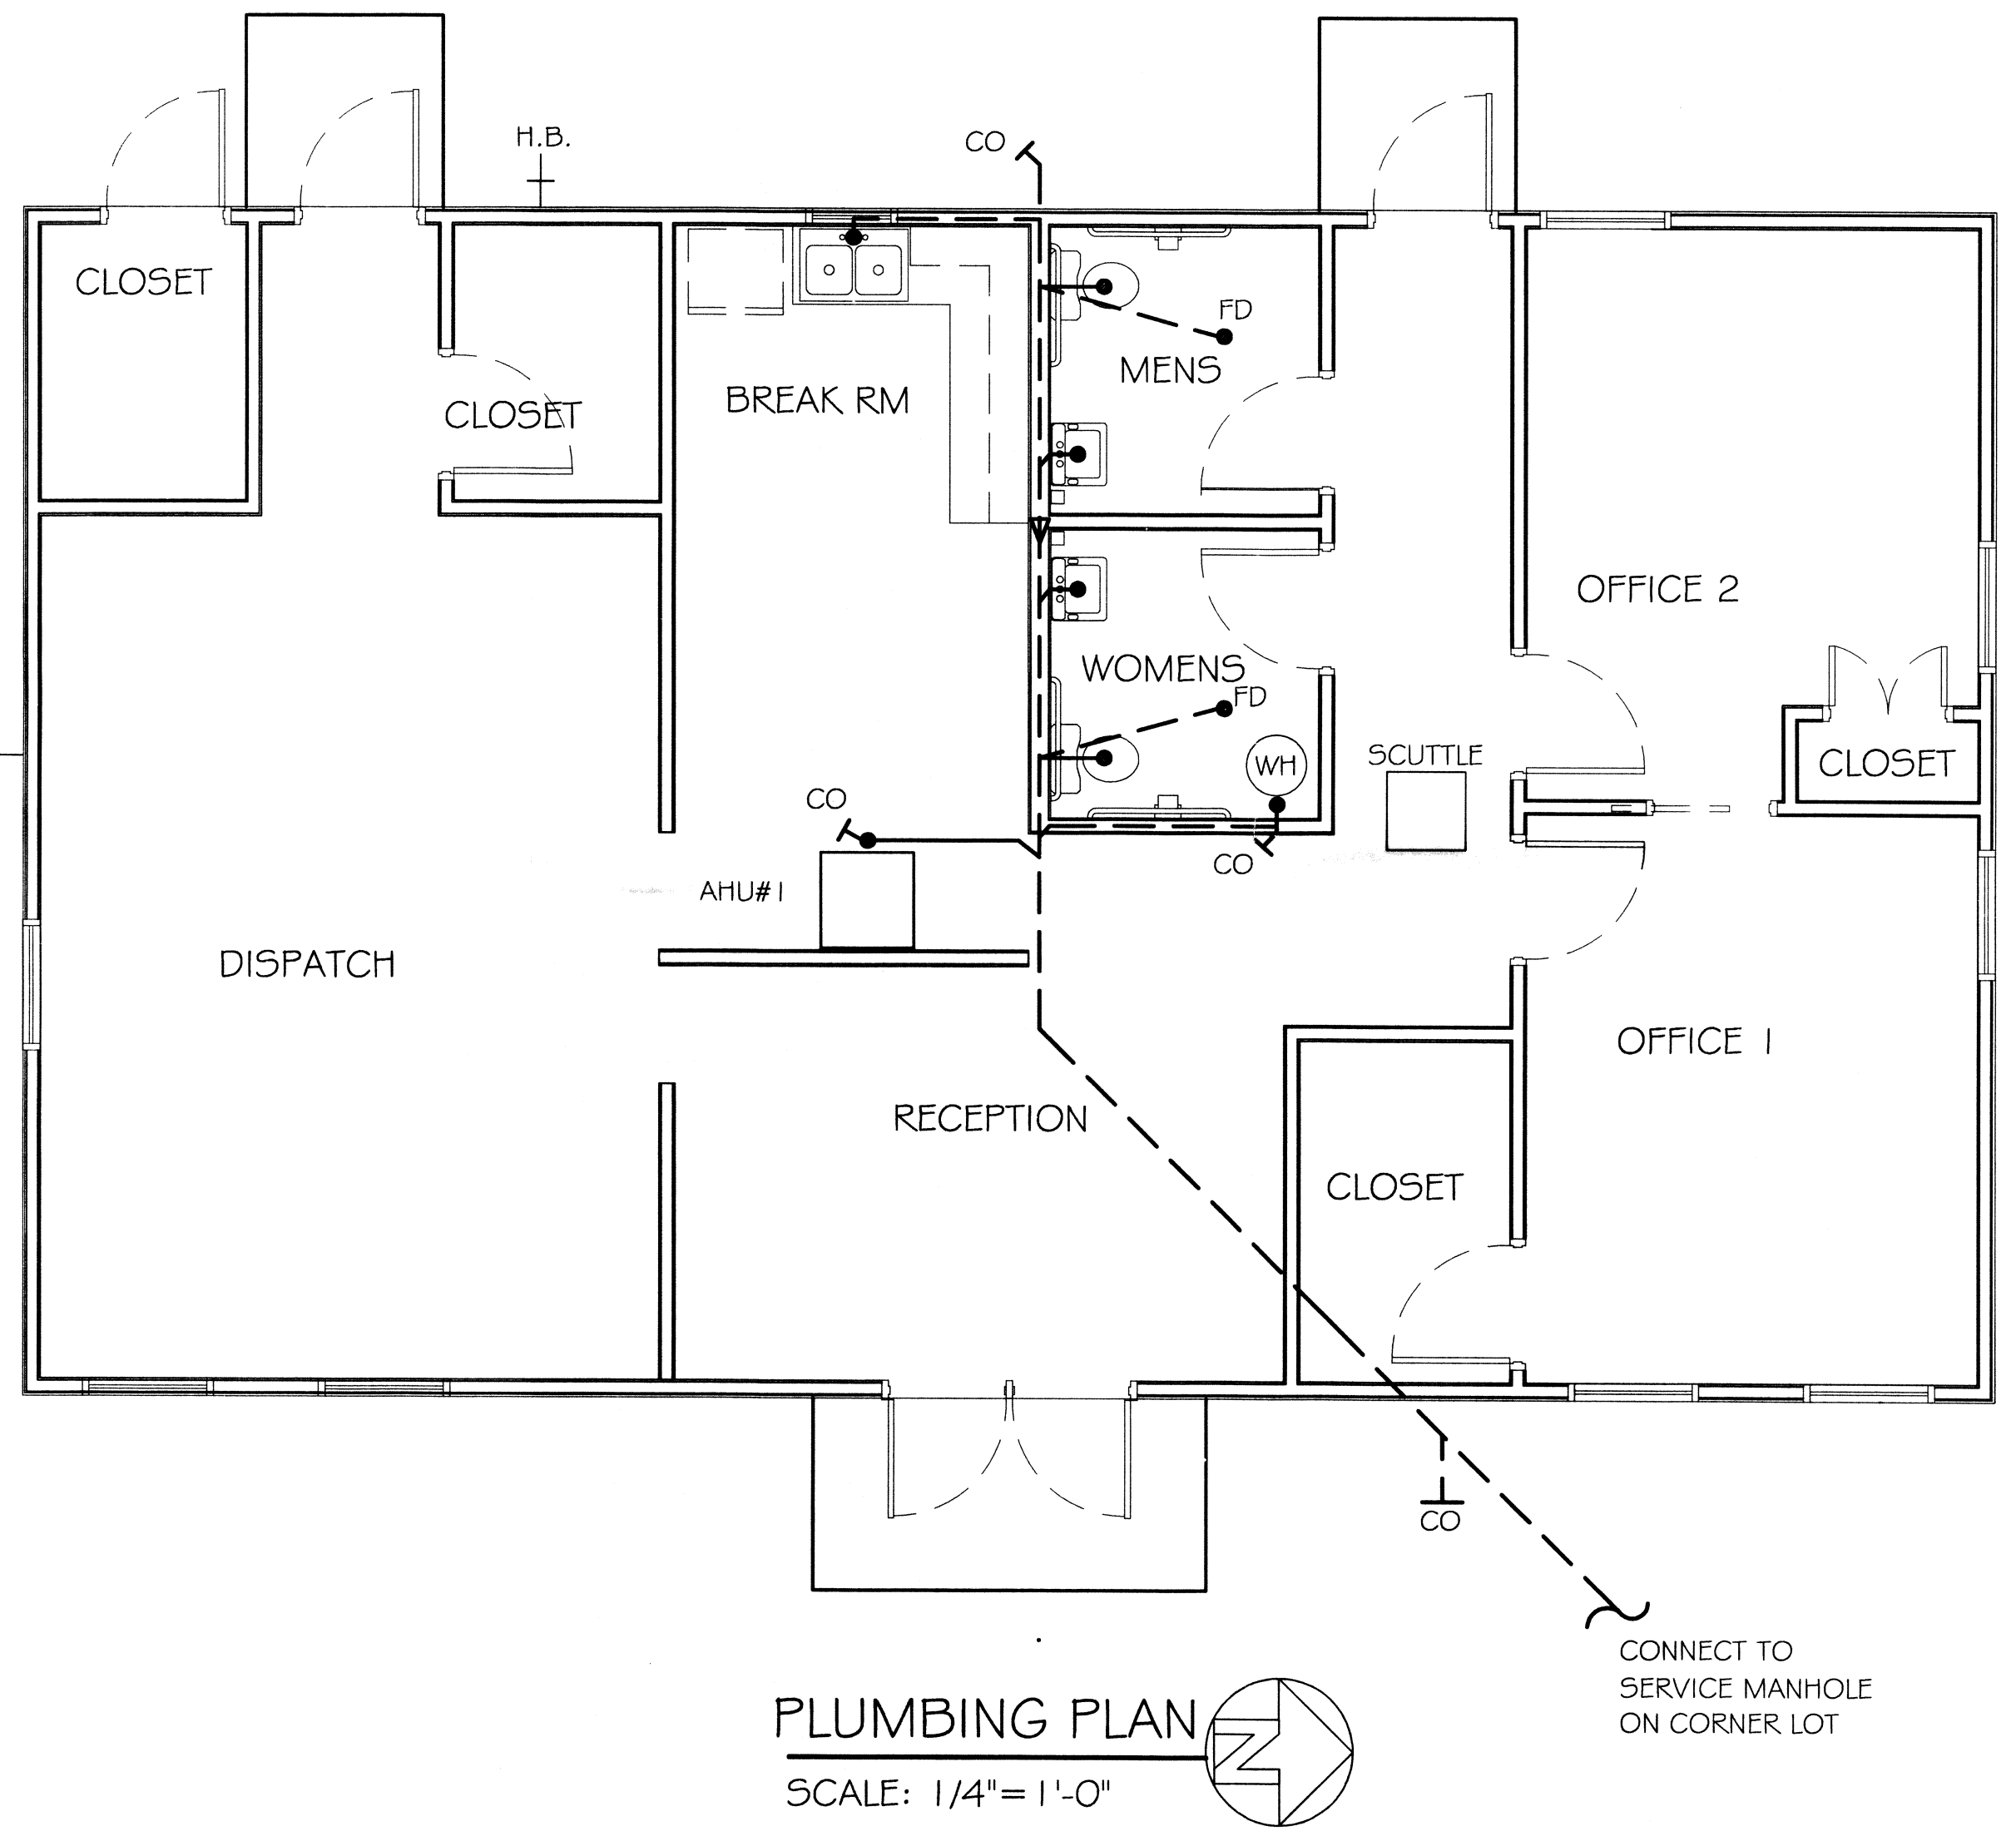 H.B.
CO
CLOSET
CLOSET
BREAK RM
FD
MENS
OFFICE 2
WOMENS
FD
WH
SCUTTLE
CLOSET
CO
CO
AHU#1
DISPATCH
OFFICE 1
RECEPTION
CLOSET
CO
CONNECT TO
SERVICE MANHOLE
ON CORNER LOT
PLUMBING PLAN
N
SCALE: 1/4"=1'-0"